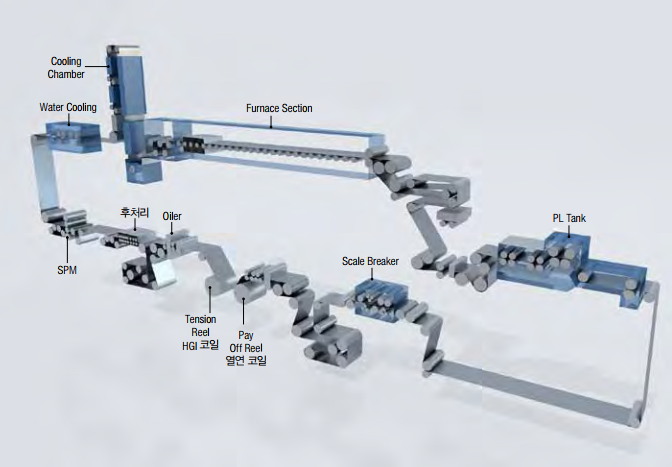 Cooling
Chamber
Water Cooling
Furnace Section
후처리
Oiler
PL Tank
SPM
Scale Breaker
Tension
Reel
HGI 코일
Pay
Off Reel
열연 코일